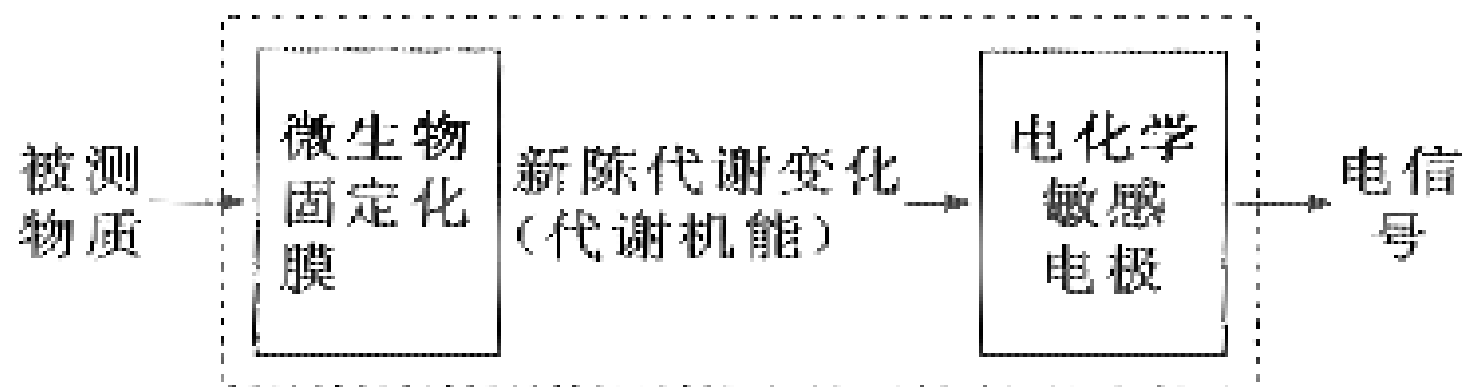 被测
物质
微生物
固定化
膜
新陈代谢变化
（代谢机能）
电化学
敏感
电极
电信
号